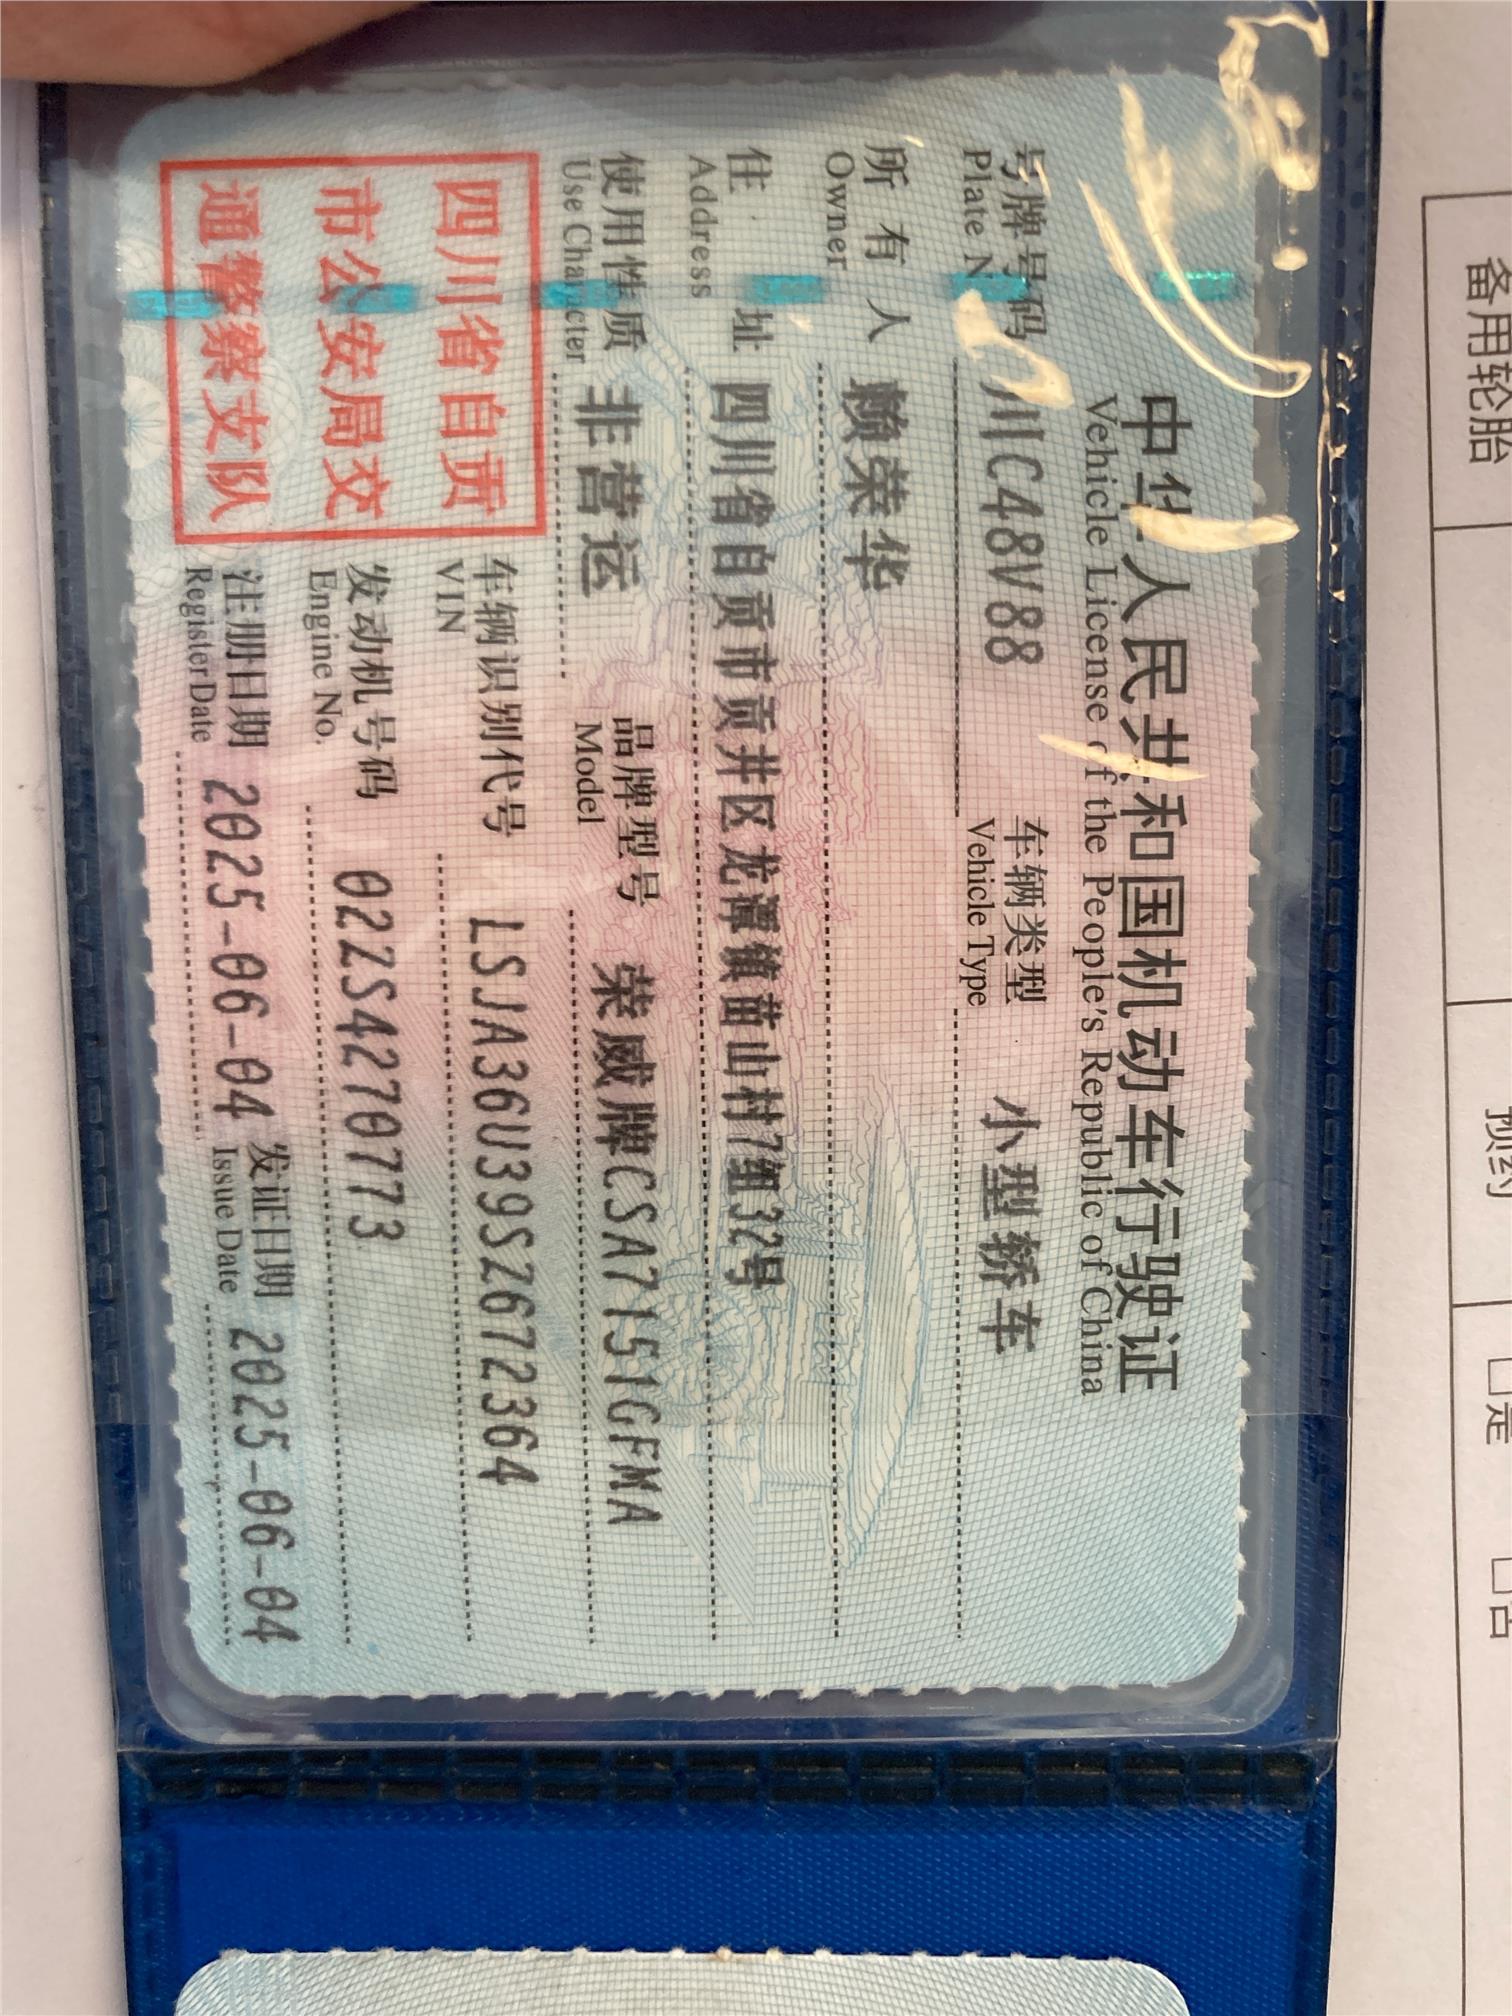 中华人民共和国机动车行驶证
Vehicle License of the People's Republic of China
号牌号码 川C48V88 车辆类型 小型轿车
Plate N Vehicle Type
所有人 赖荣华
Owner
住址 四川省自贡市贡井区龙潭镇苗山村7组32号
Address
使用性质 非营运 品牌型号 荣威牌CSA7151GFMA
Use Character Model
四川省自贡
市公安局交
通警察支队
车辆识别代号 LSJA36U39SZ672364
VIN
发动机号码 02ZS4270773
Engine No.
注册日期 2025-06-04 发证日期 2025-06-04
Register Date Issue Date
备用轮胎
预约
□是 □否